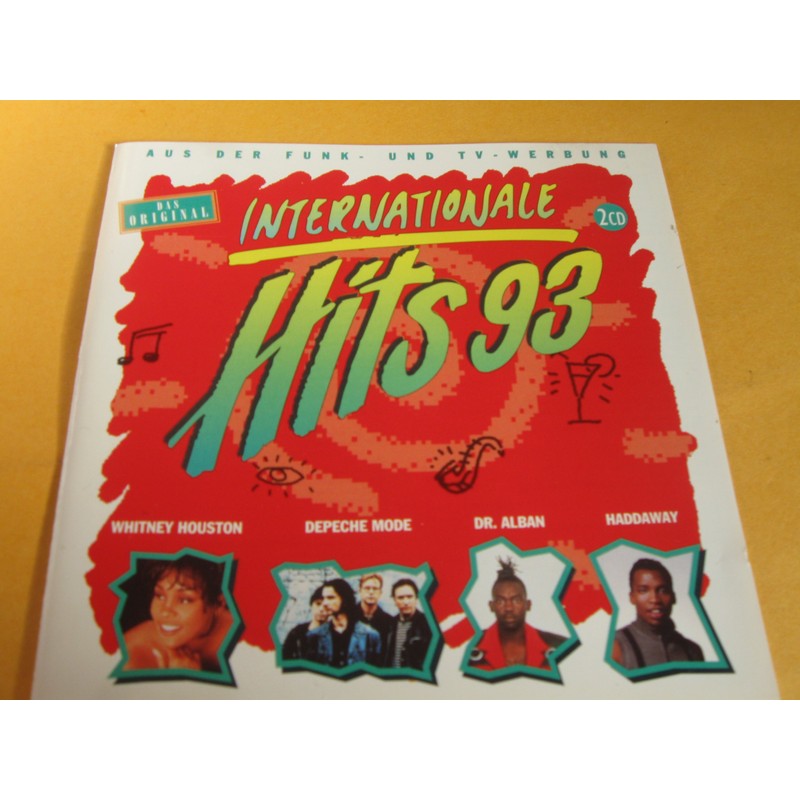 AUS DER FUNK- UND TV-WERBUNG
DAS
ORIGINAL
INTERNATIONALE
2CD
Hits 93
WHITNEY HOUSTON
DEPECHE MODE
DR. ALBAN
HADDAWAY